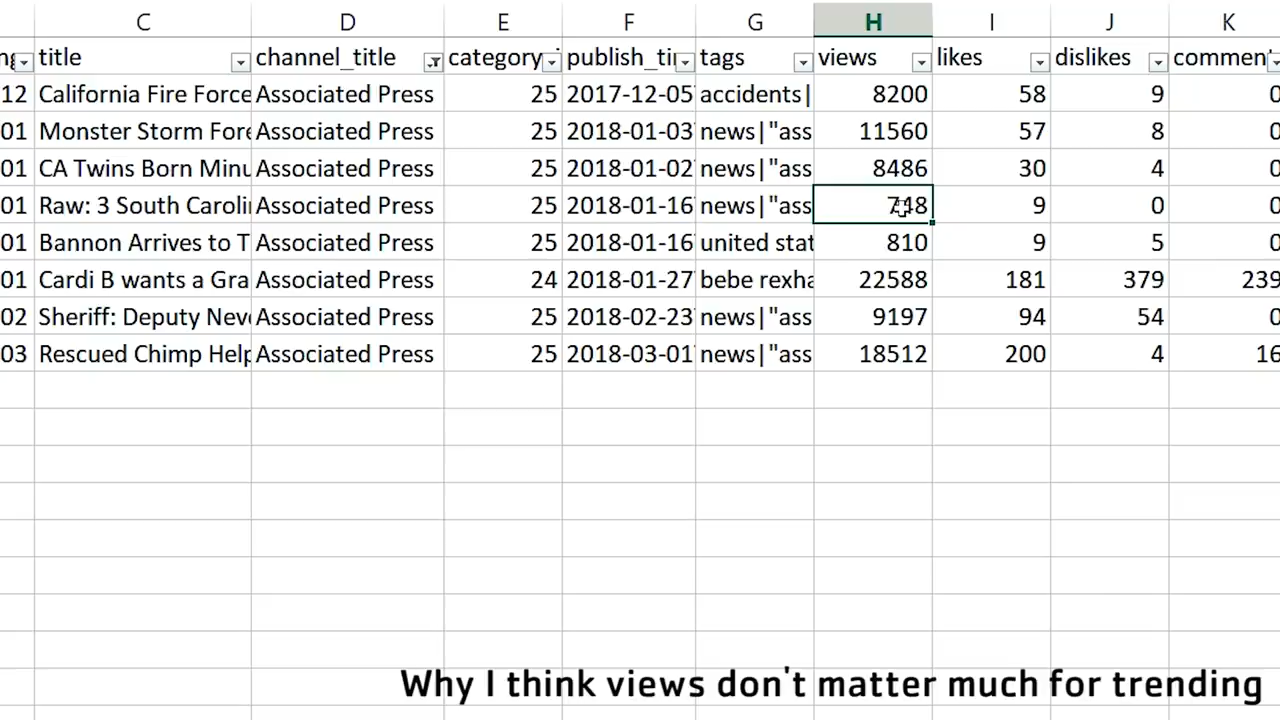 C D E F G H I J K
ng title channel_title category_i publish_tin tags views likes dislikes commen
12 California Fire Force Associated Press 25 2017-12-05 accidents| 8200 58 9 0
01 Monster Storm Fore Associated Press 25 2018-01-03 news|"ass 11560 57 8 0
01 CA Twins Born Minu Associated Press 25 2018-01-02 news|"ass 8486 30 4 0
01 Raw: 3 South Caroli Associated Press 25 2018-01-16 news|"ass 748 9 0 0
01 Bannon Arrives to T Associated Press 25 2018-01-16 united stat 810 9 5 0
01 Cardi B wants a Gra Associated Press 24 2018-01-27 bebe rexha 22588 181 379 239
02 Sheriff: Deputy Nev Associated Press 25 2018-02-23 news|"ass 9197 94 54 0
03 Rescued Chimp Help Associated Press 25 2018-03-01 news|"ass 18512 200 4 16
Why I think views don't matter much for trending